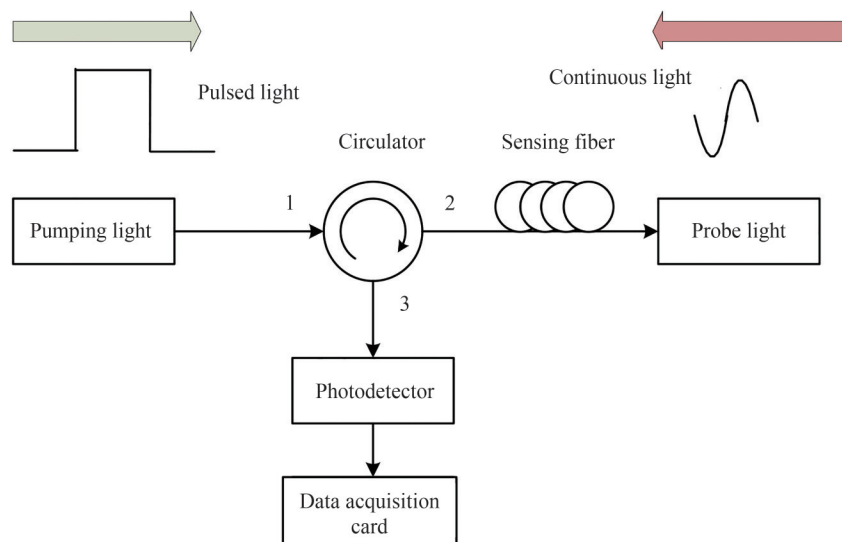 Pulsed light
Continuous light
Circulator
Sensing fiber
Pumping light
1
2
Probe light
3
Photodetector
Data acquisition
card